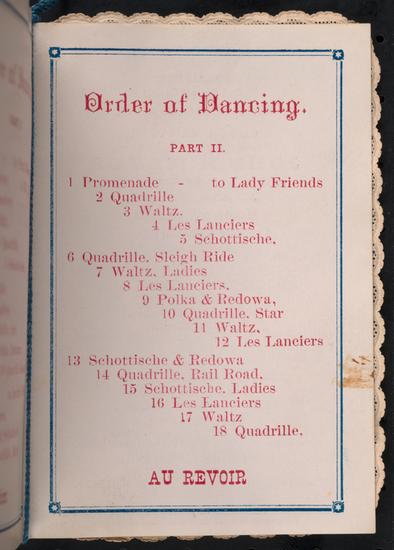 Order of Dancing.
PART II.
1 Promenade - to Lady Friends
2 Quadrille
3 Waltz.
4 Les Lanciers
5 Schottische.
6 Quadrille. Sleigh Ride
7 Waltz. Ladies
8 Les Lanciers.
9 Polka & Redowa,
10 Quadrille. Star
11 Waltz.
12 Les Lanciers
13 Schottische & Redowa
14 Quadrille. Rail Road.
15 Schottische. Ladies
16 Les Lanciers
17 Waltz
18 Quadrille.
AU REVOIR